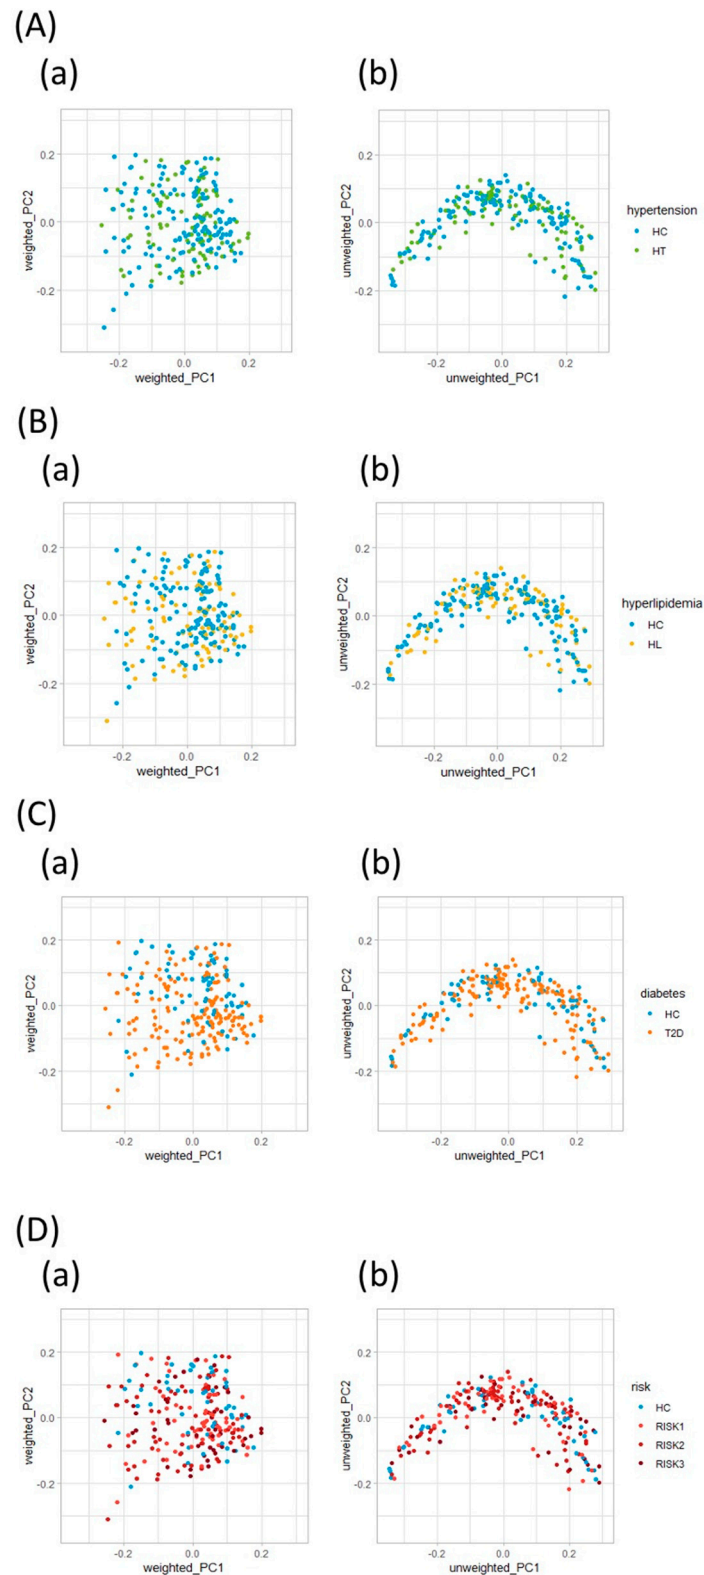 (A)
(a) (b)
0.2
0.0
-0.2
weighted_PC2
-0.2 0.0 0.2
weighted_PC1
0.2
0.0
-0.2
unweighted_PC2
-0.2 0.0 0.2
unweighted_PC1
hypertension
HC
HT
(B)
(a) (b)
0.2
0.0
-0.2
weighted_PC2
-0.2 0.0 0.2
weighted_PC1
0.2
0.0
-0.2
unweighted_PC2
-0.2 0.0 0.2
unweighted_PC1
hyperlipidemia
HC
HL
(C)
(a) (b)
0.2
0.0
-0.2
weighted_PC2
-0.2 0.0 0.2
weighted_PC1
0.2
0.0
-0.2
unweighted_PC2
-0.2 0.0 0.2
unweighted_PC1
diabetes
HC
T2D
(D)
(a) (b)
0.2
0.0
-0.2
weighted_PC2
-0.2 0.0 0.2
weighted_PC1
0.2
0.0
-0.2
unweighted_PC2
-0.2 0.0 0.2
unweighted_PC1
risk
HC
RISK1
RISK2
RISK3